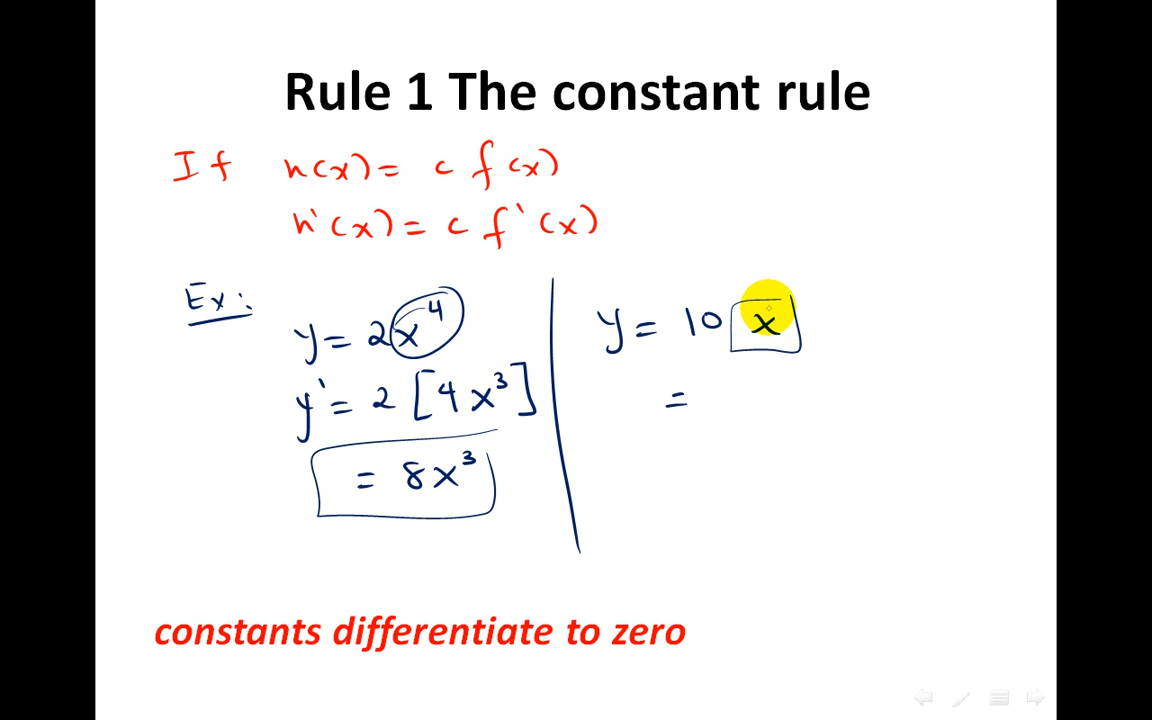 Rule 1 The constant rule
If h(x) = c f(x)
h'(x) = c f'(x)
Ex:
y = 2x⁴
y' = 2 [4x³]
= 8x³
y = 10 x
=
constants differentiate to zero